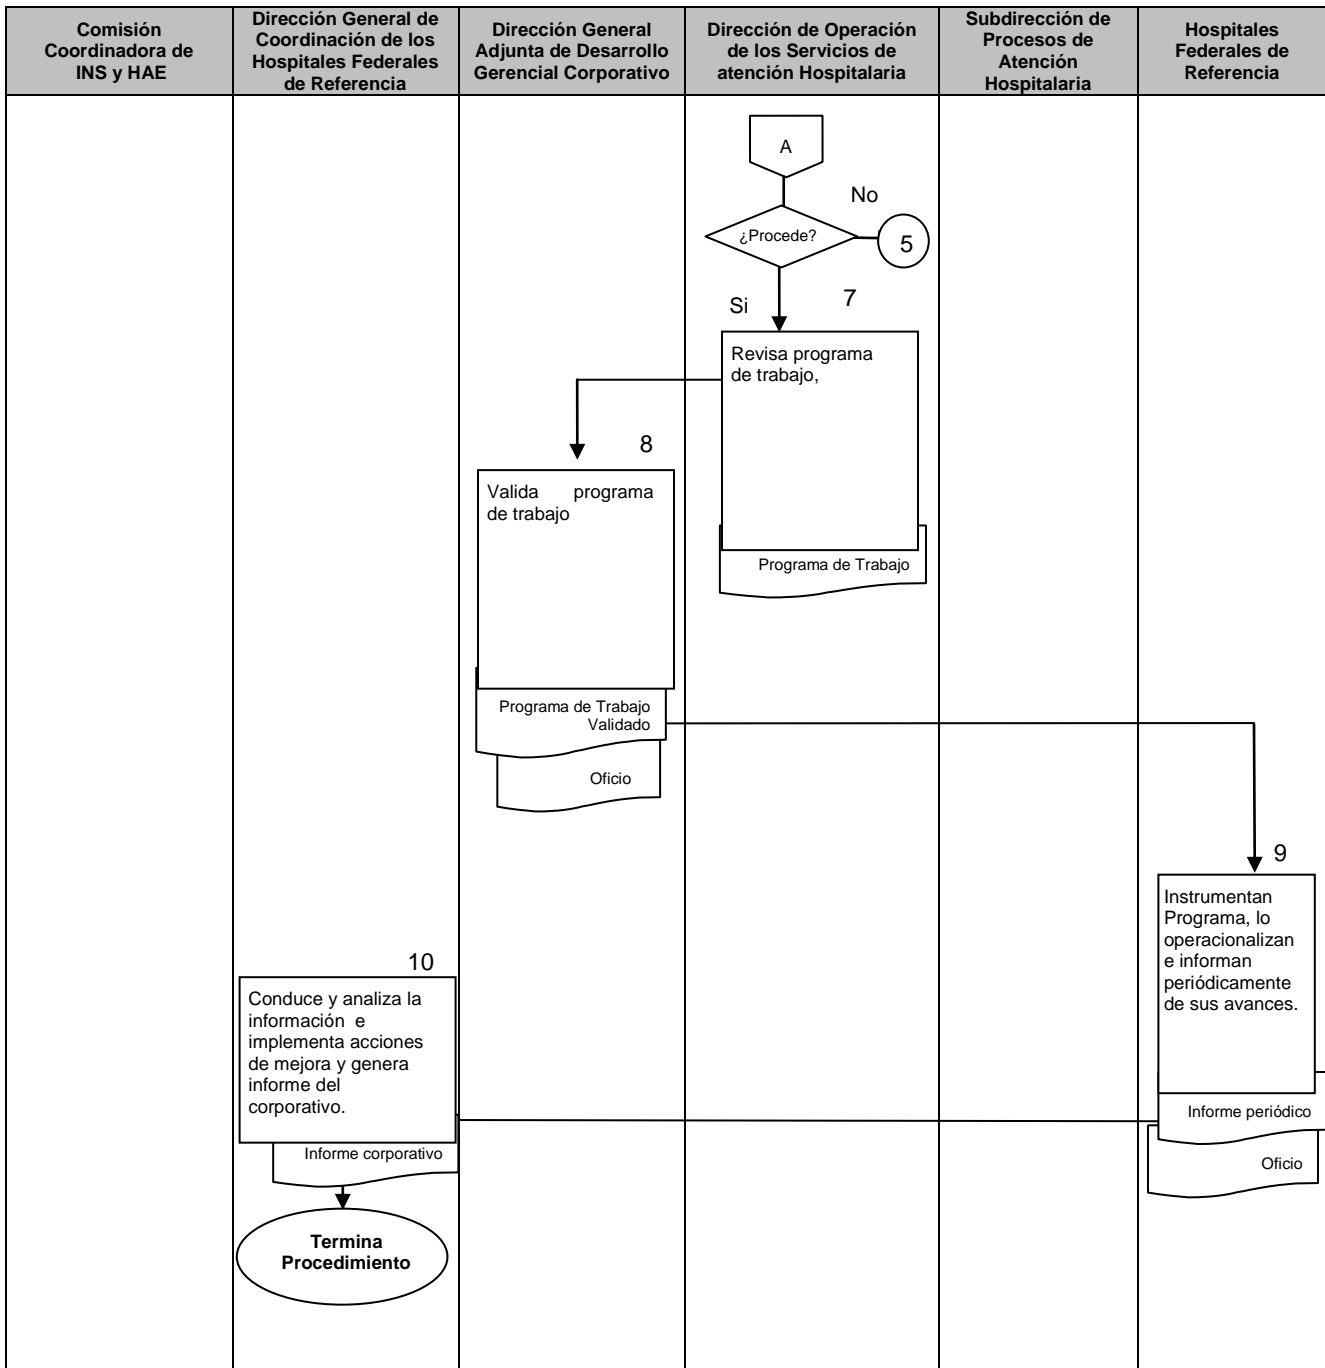 Comisión
Coordinadora de
INS y HAE
Dirección General de
Coordinación de los
Hospitales Federales
de Referencia
Dirección General
Adjunta de Desarrollo
Gerencial Corporativo
Dirección de Operación
de los Servicios de
atención Hospitalaria
Subdirección de
Procesos de
Atención
Hospitalaria
Hospitales
Federales de
Referencia
A
No
¿Procede?
5
Si
7
Revisa programa
de trabajo,
Programa de Trabajo
8
Valida programa
de trabajo
Programa de Trabajo
Validado
Oficio
9
Instrumentan
Programa, lo
operacionalizan
e informan
periódicamente
de sus avances.
Informe periódico
Oficio
10
Conduce y analiza la
información e
implementa acciones
de mejora y genera
informe del
corporativo.
Informe corporativo
Termina
Procedimiento